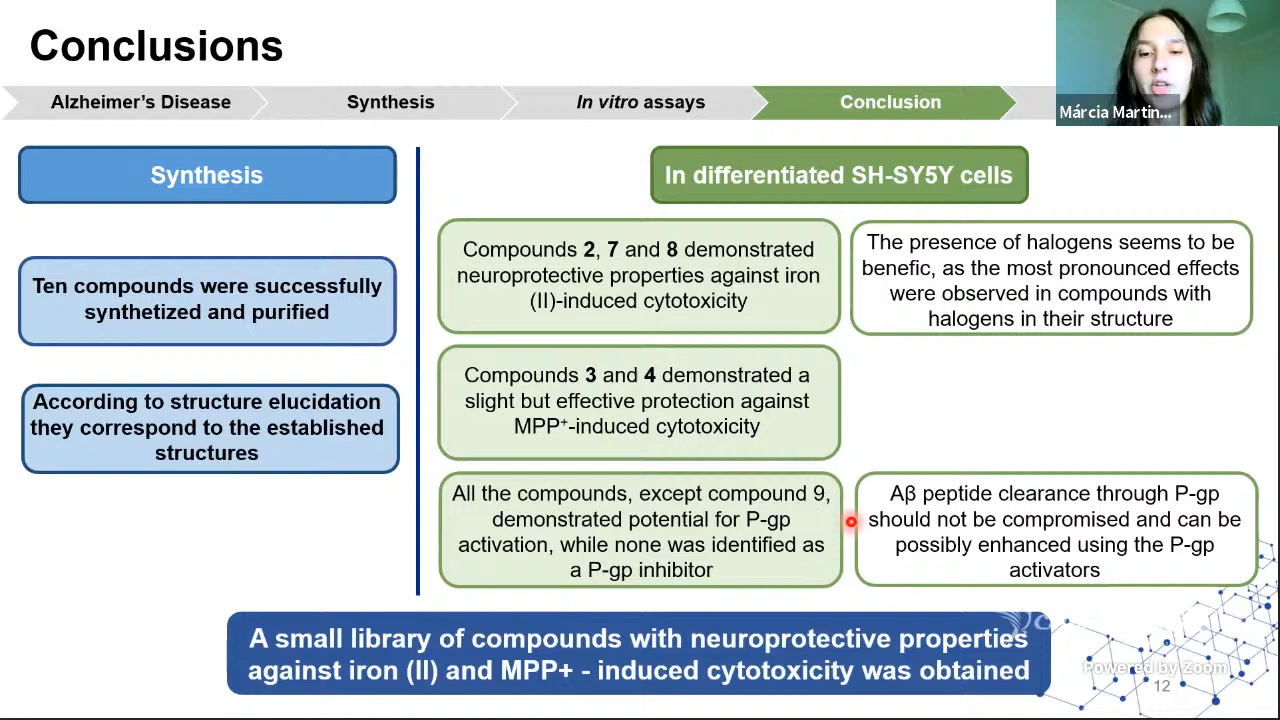 Conclusions
Alzheimer's Disease
Synthesis
In vitro assays
Conclusion
Márcia Martin...
Synthesis
In differentiated SH-SY5Y cells
Ten compounds were successfully
synthetized and purified
According to structure elucidation
they correspond to the established
structures
Compounds 2, 7 and 8 demonstrated
neuroprotective properties against iron
(II)-induced cytotoxicity
The presence of halogens seems to be
benefic, as the most pronounced effects
were observed in compounds with
halogens in their structure
Compounds 3 and 4 demonstrated a
slight but effective protection against
MPP⁺-induced cytotoxicity
All the compounds, except compound 9,
demonstrated potential for P-gp
activation, while none was identified as
a P-gp inhibitor
Aβ peptide clearance through P-gp
should not be compromised and can be
possibly enhanced using the P-gp
activators
A small library of compounds with neuroprotective properties
against iron (II) and MPP+ - induced cytotoxicity was obtained
Powered by Zoom
12